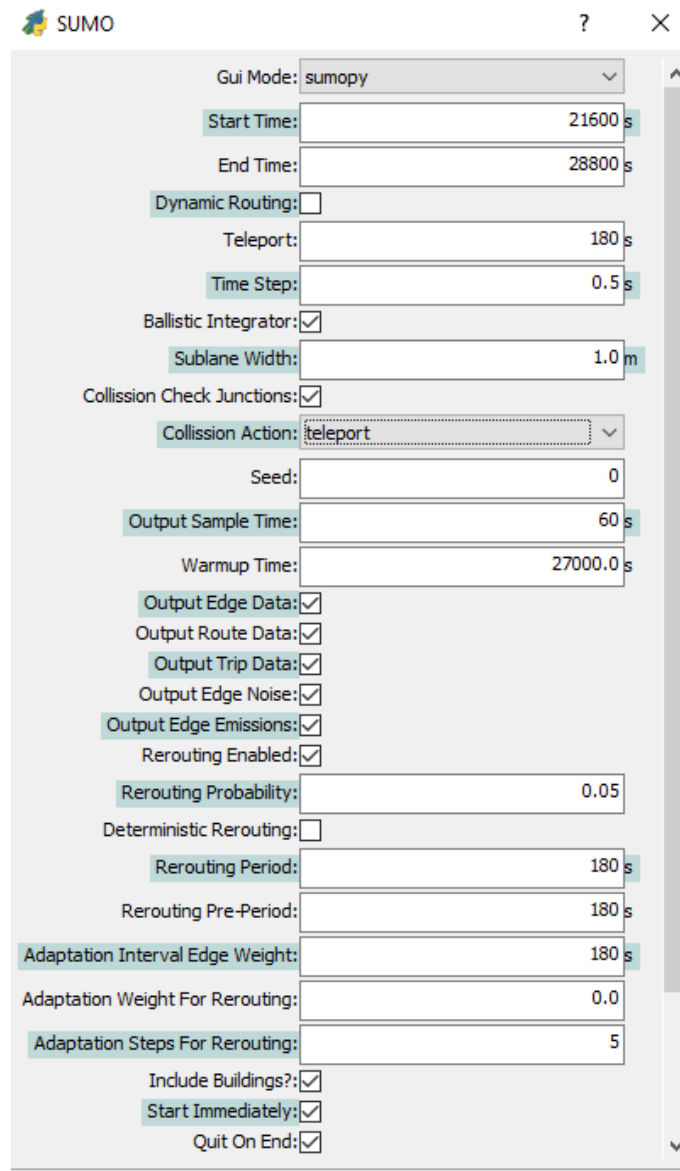 SUMO ? ×
Gui Mode: sumopy
Start Time: 21600 s
End Time: 28800 s
Dynamic Routing:
Teleport: 180 s
Time Step: 0.5 s
Ballistic Integrator:
Sublane Width: 1.0 m
Collission Check Junctions:
Collission Action: teleport
Seed: 0
Output Sample Time: 60 s
Warmup Time: 27000.0 s
Output Edge Data:
Output Route Data:
Output Trip Data:
Output Edge Noise:
Output Edge Emissions:
Rerouting Enabled:
Rerouting Probability: 0.05
Deterministic Rerouting:
Rerouting Period: 180 s
Rerouting Pre-Period: 180 s
Adaptation Interval Edge Weight: 180 s
Adaptation Weight For Rerouting: 0.0
Adaptation Steps For Rerouting: 5
Include Buildings?:
Start Immediately:
Quit On End: